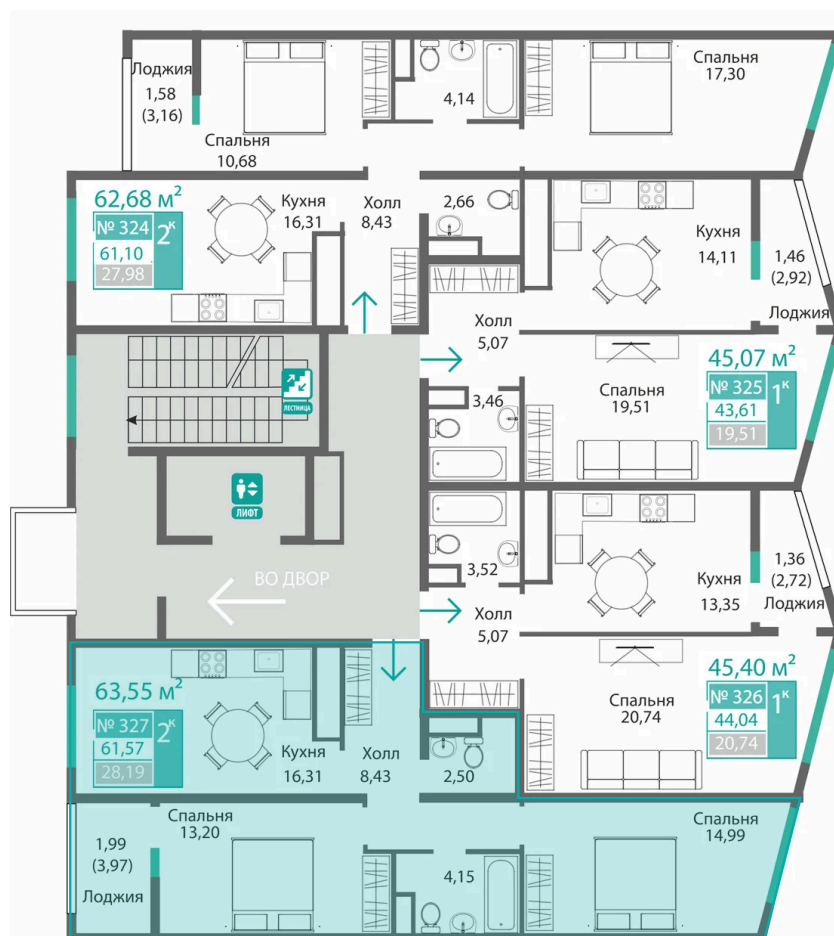 Лоджия
1,58
(3,16)
Спальня
10,68
4,14
Спальня
17,30
62,68 м²
№ 324
61,10
27,98
2ᴷ
Кухня
16,31
Холл
8,43
2,66
Кухня
14,11
1,46
(2,92)
Лоджия
Холл
5,07
45,07 м²
№ 325
43,61
19,51
1ᴷ
Спальня
19,51
3,46
ЛЕСТНИЦА
ЛИФТ
ВО ДВОР
3,52
Кухня
13,35
1,36
(2,72)
Лоджия
Холл
5,07
45,40 м²
№ 326
44,04
20,74
1ᴷ
Спальня
20,74
63,55 м²
№ 327
61,57
28,19
2ᴷ
Кухня
16,31
Холл
8,43
2,50
Спальня
13,20
1,99
(3,97)
Лоджия
4,15
Спальня
14,99